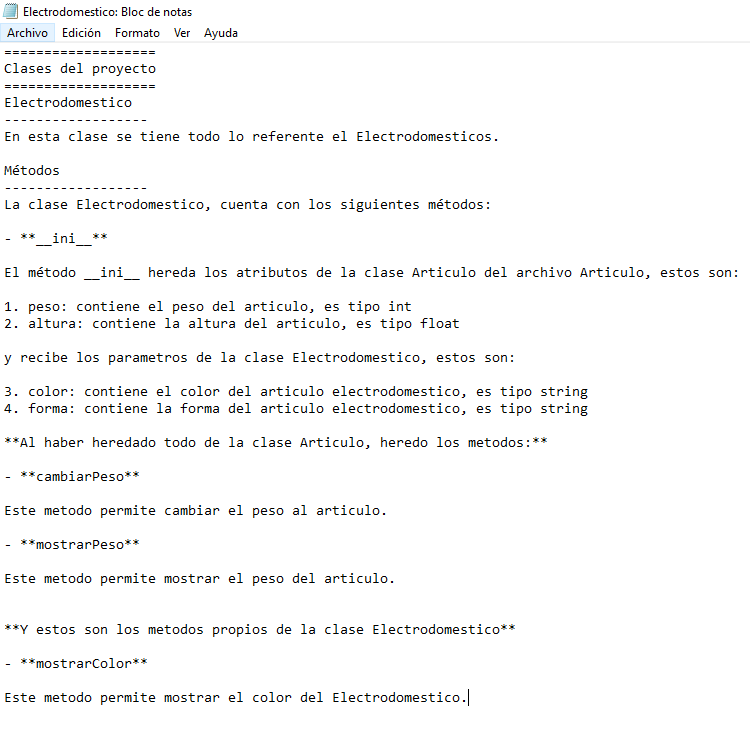 Electrodomestico: Bloc de notas
Archivo Edición Formato Ver Ayuda
===================
Clases del proyecto
===================
Electrodomestico
------------------
En esta clase se tiene todo lo referente el Electrodomesticos.
Métodos
------------------
La clase Electrodomestico, cuenta con los siguientes métodos:
- **__ini__**
El método __ini__ hereda los atributos de la clase Articulo del archivo Articulo, estos son:
1. peso: contiene el peso del articulo, es tipo int
2. altura: contiene la altura del articulo, es tipo float
y recibe los parametros de la clase Electrodomestico, estos son:
3. color: contiene el color del articulo electrodomestico, es tipo string
4. forma: contiene la forma del articulo electrodomestico, es tipo string
**Al haber heredado todo de la clase Articulo, heredo los metodos:**
- **cambiarPeso**
Este metodo permite cambiar el peso al articulo.
- **mostrarPeso**
Este metodo permite mostrar el peso del articulo.
**Y estos son los metodos propios de la clase Electrodomestico**
- **mostrarColor**
Este metodo permite mostrar el color del Electrodomestico.